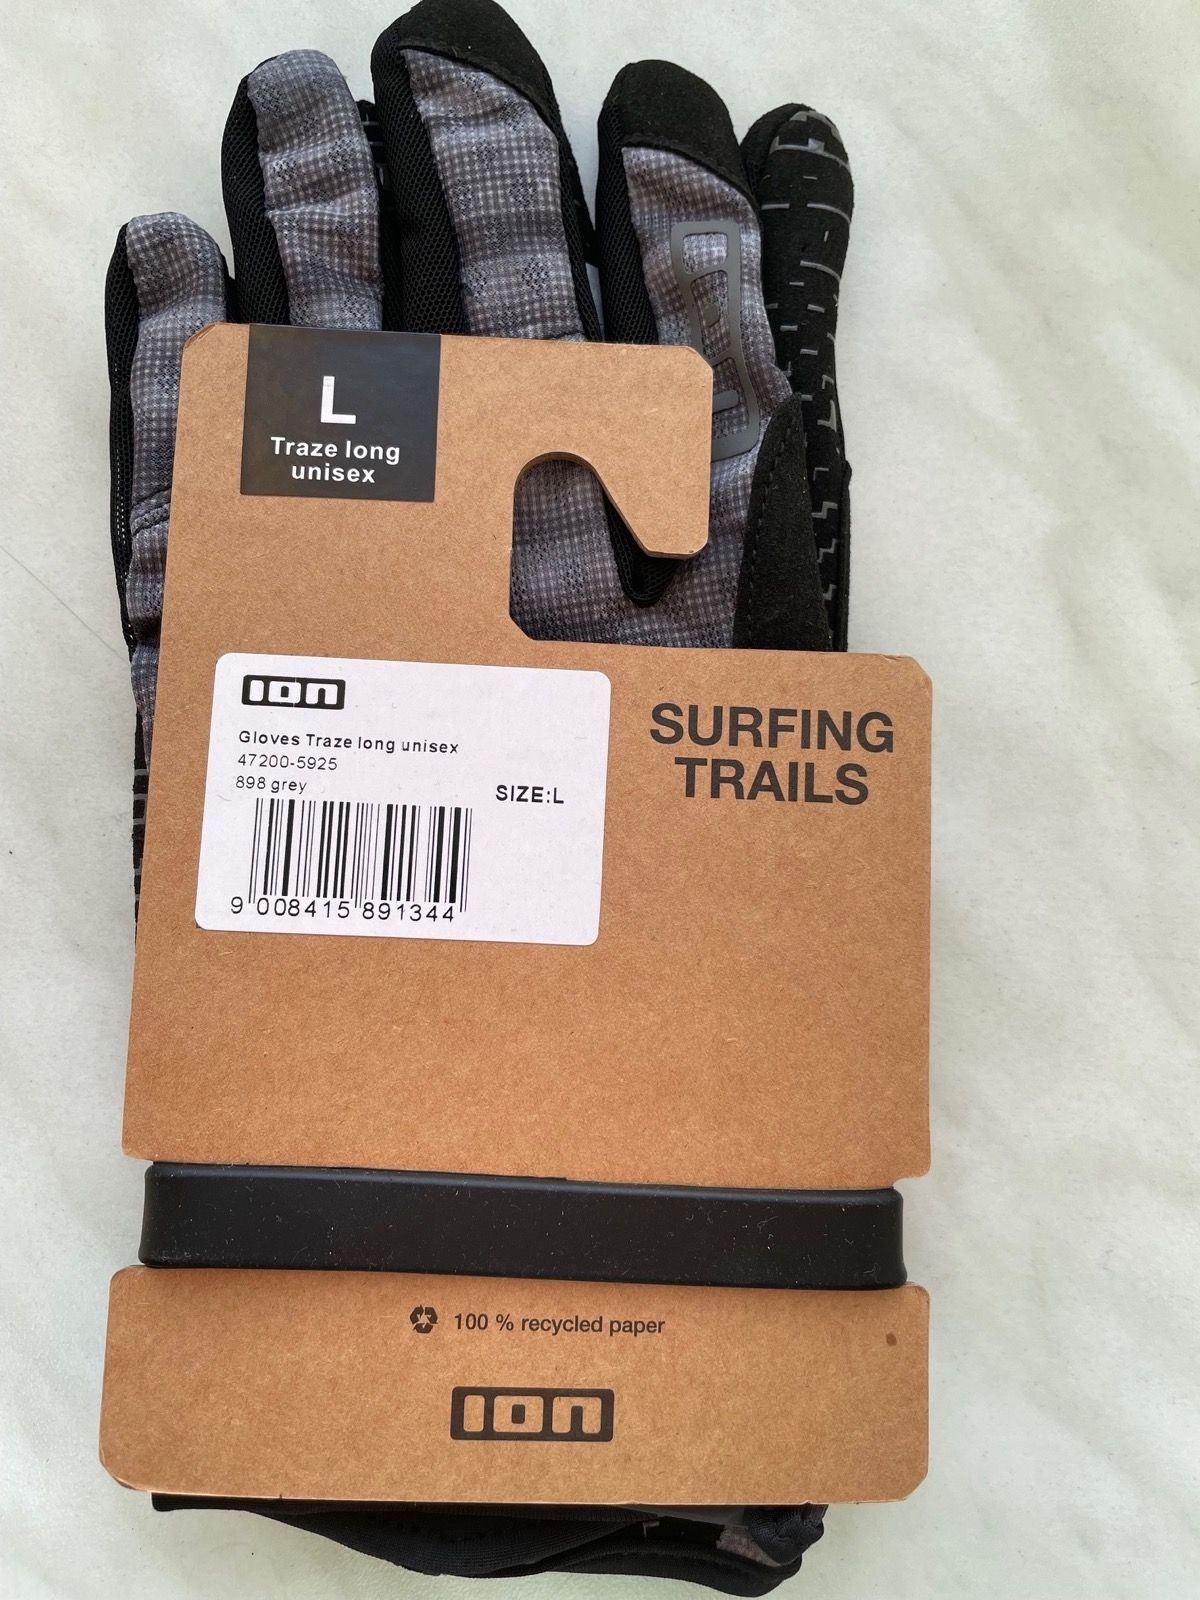 L
Traze long
unisex
ion
Gloves Traze long unisex
47200-5925
898 grey
SIZE:L
9 008415 891344
SURFING
TRAILS
100 % recycled paper
ion